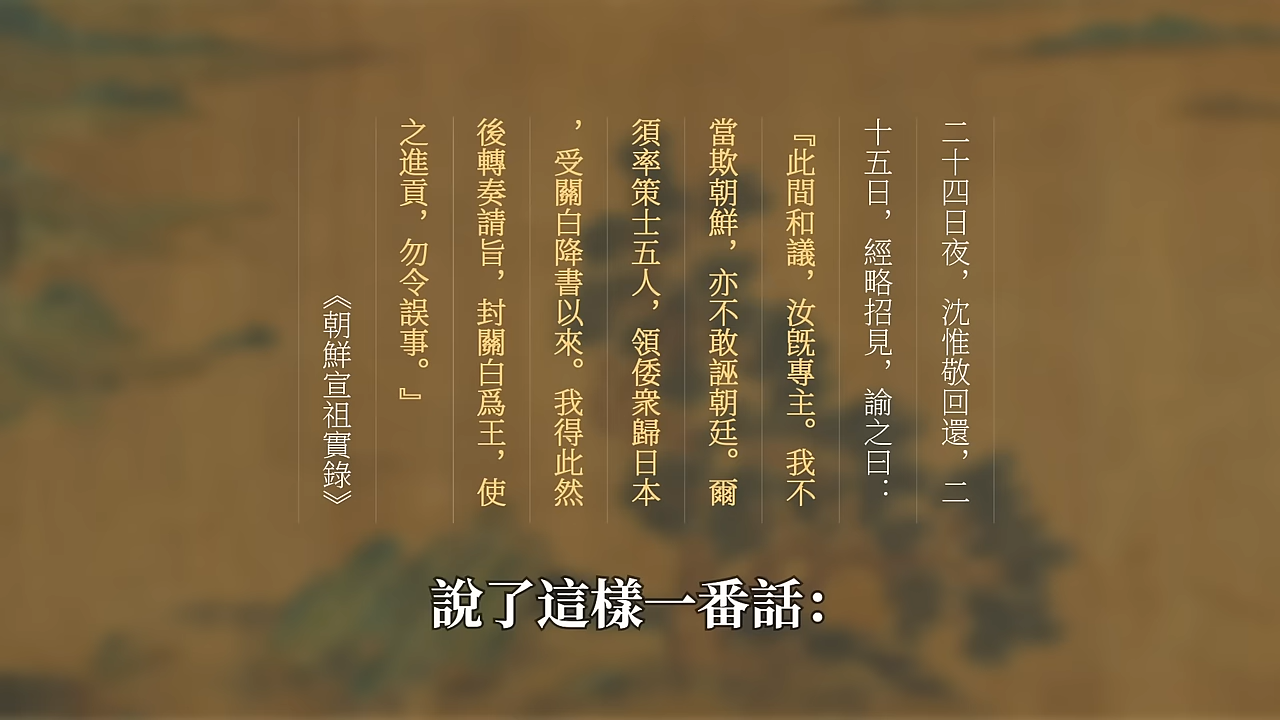 二十四日夜，沈惟敬回還，二
十五日，經略招見，諭之曰：
『此間和議，汝旣專主。我不
當欺朝鮮，亦不敢誣朝廷。爾
須率策士五人，領倭衆歸日本
，受關白降書以來。我得此然
後轉奏請旨，封關白爲王，使
之進貢，勿令誤事。』
《朝鮮宣祖實錄》
說了這樣一番話：